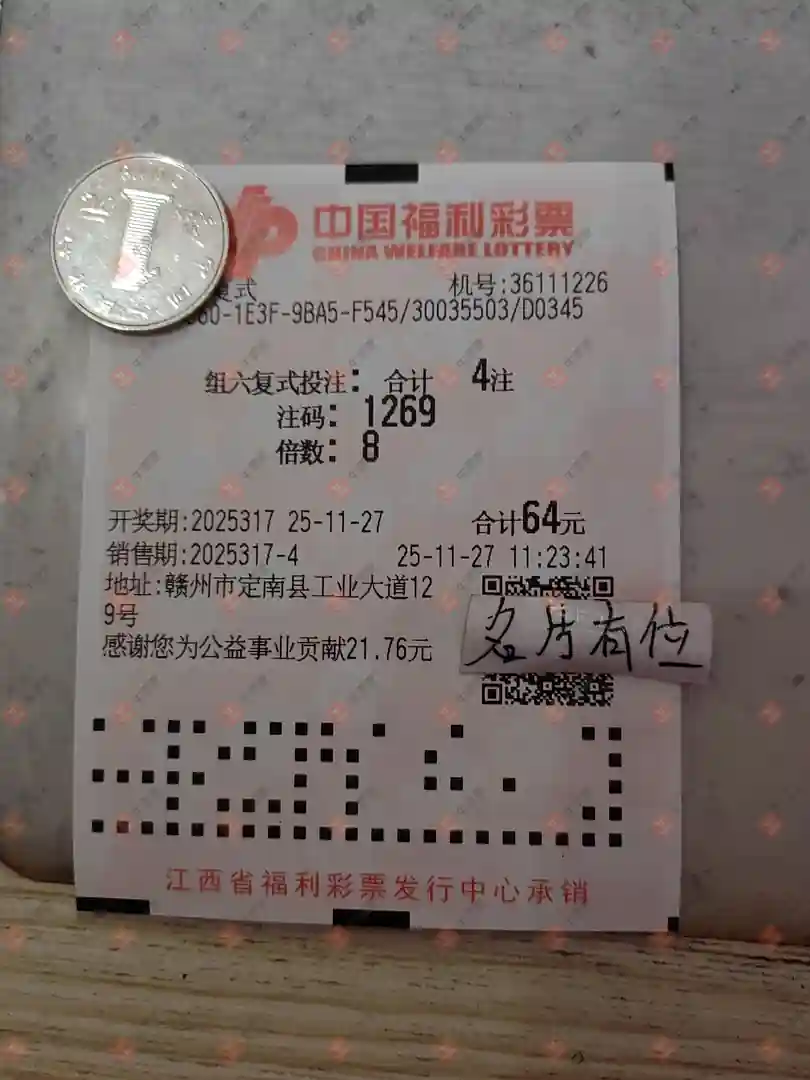 中国福利彩票
CHINA WELFARE LOTTERY
复式 机号:36111226
60-1E3F-9BA5-F545/30035503/D0345
组六复式投注: 合计 4注
注码: 1269
倍数: 8
开奖期:2025317 25-11-27 合计64元
销售期:2025317-4 25-11-27 11:23:41
地址:赣州市定南县工业大道12
9号
名片有位
感谢您为公益事业贡献21.76元
江西省福利彩票发行中心承销